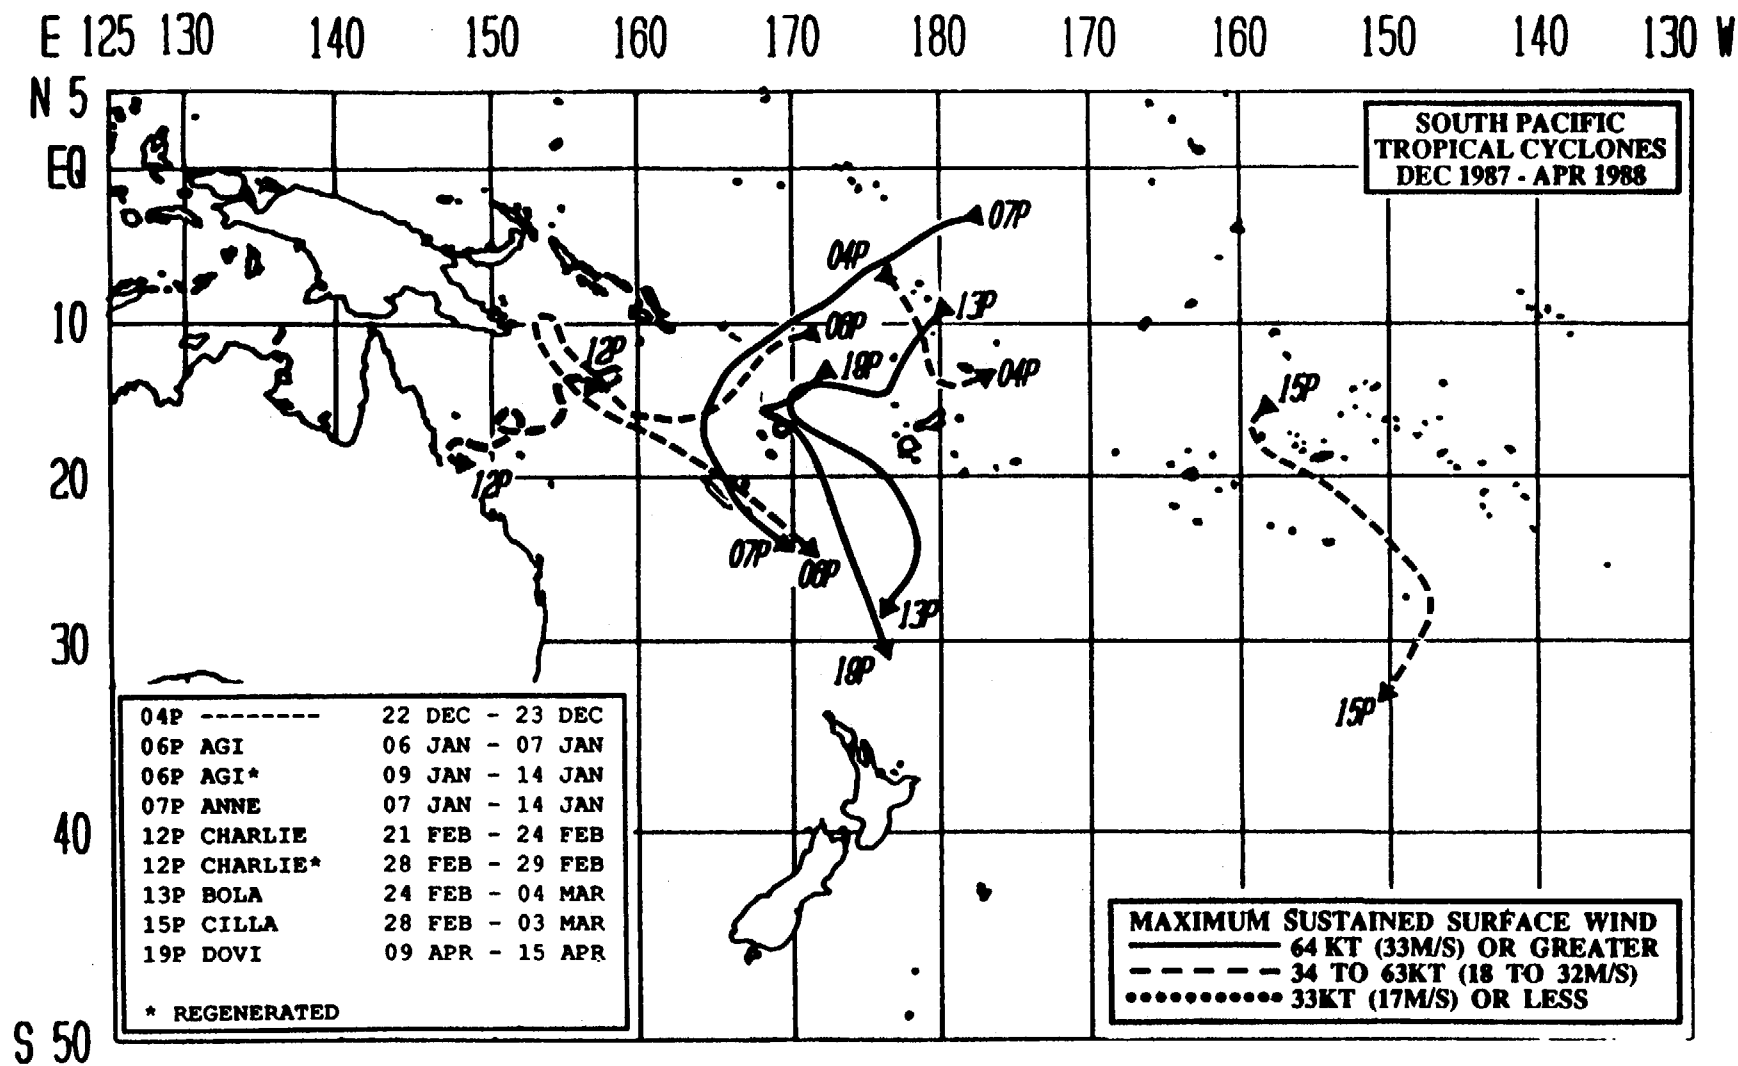 E 125 130 140 150 160 170 180 170 160 150 140 130 W
N 5
EQ
10
20
30
40
S 50
SOUTH PACIFIC
TROPICAL CYCLONES
DEC 1987 - APR 1988
07P
04P
13P
06P
12P
19P
04P
15P
12P
07P
06P
13P
19P
15P
04P -------- 22 DEC - 23 DEC
06P AGI 06 JAN - 07 JAN
06P AGI* 09 JAN - 14 JAN
07P ANNE 07 JAN - 14 JAN
12P CHARLIE 21 FEB - 24 FEB
12P CHARLIE* 28 FEB - 29 FEB
13P BOLA 24 FEB - 04 MAR
15P CILLA 28 FEB - 03 MAR
19P DOVI 09 APR - 15 APR
* REGENERATED
MAXIMUM SUSTAINED SURFACE WIND
64 KT (33M/S) OR GREATER
34 TO 63KT (18 TO 32M/S)
33KT (17M/S) OR LESS